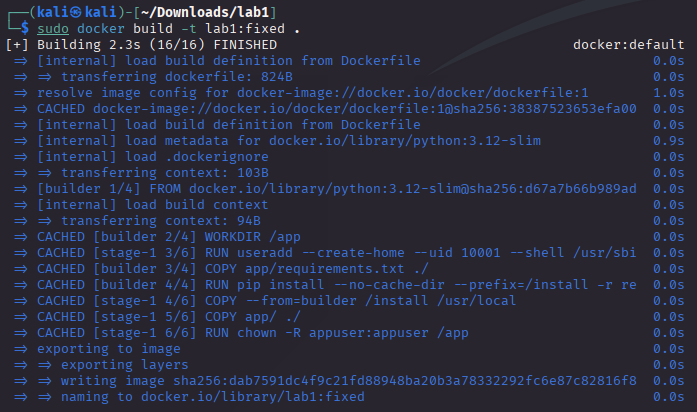 ┌──(kali㉿kali)-[~/Downloads/lab1]
└─$ sudo docker build -t lab1:fixed .
[+] Building 2.3s (16/16) FINISHED docker:default
=> [internal] load build definition from Dockerfile 0.0s
=> => transferring dockerfile: 824B 0.0s
=> resolve image config for docker-image://docker.io/docker/dockerfile:1 1.0s
=> CACHED docker-image://docker.io/docker/dockerfile:1@sha256:38387523653efa00 0.0s
=> [internal] load build definition from Dockerfile 0.0s
=> [internal] load metadata for docker.io/library/python:3.12-slim 0.9s
=> [internal] load .dockerignore 0.0s
=> => transferring context: 103B 0.0s
=> [builder 1/4] FROM docker.io/library/python:3.12-slim@sha256:d67a7b66b989ad 0.0s
=> [internal] load build context 0.0s
=> => transferring context: 94B 0.0s
=> CACHED [builder 2/4] WORKDIR /app 0.0s
=> CACHED [stage-1 3/6] RUN useradd --create-home --uid 10001 --shell /usr/sbi 0.0s
=> CACHED [builder 3/4] COPY app/requirements.txt ./ 0.0s
=> CACHED [builder 4/4] RUN pip install --no-cache-dir --prefix=/install -r re 0.0s
=> CACHED [stage-1 4/6] COPY --from=builder /install /usr/local 0.0s
=> CACHED [stage-1 5/6] COPY app/ ./ 0.0s
=> CACHED [stage-1 6/6] RUN chown -R appuser:appuser /app 0.0s
=> exporting to image 0.0s
=> => exporting layers 0.0s
=> => writing image sha256:dab7591dc4f9c21fd88948ba20b3a78332292fc6e87c82816f8 0.0s
=> => naming to docker.io/library/lab1:fixed 0.0s